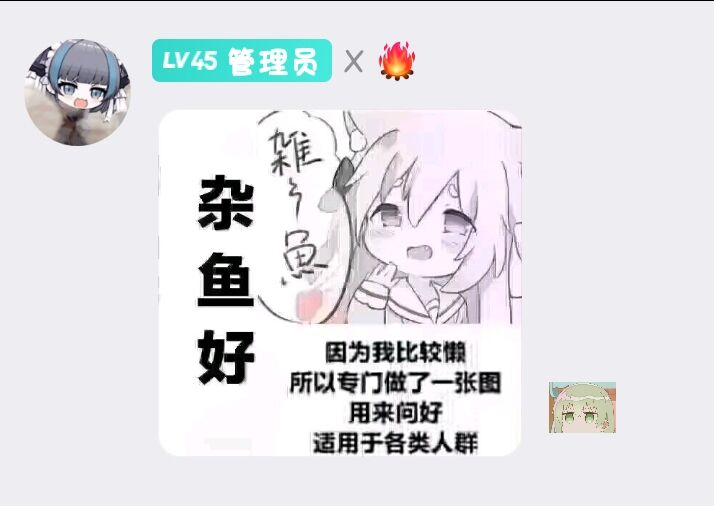 LV45 管理员 X 🔥
杂鱼好
雑~魚
因为我比较懒
所以专门做了一张图
用来问好
适用于各类人群